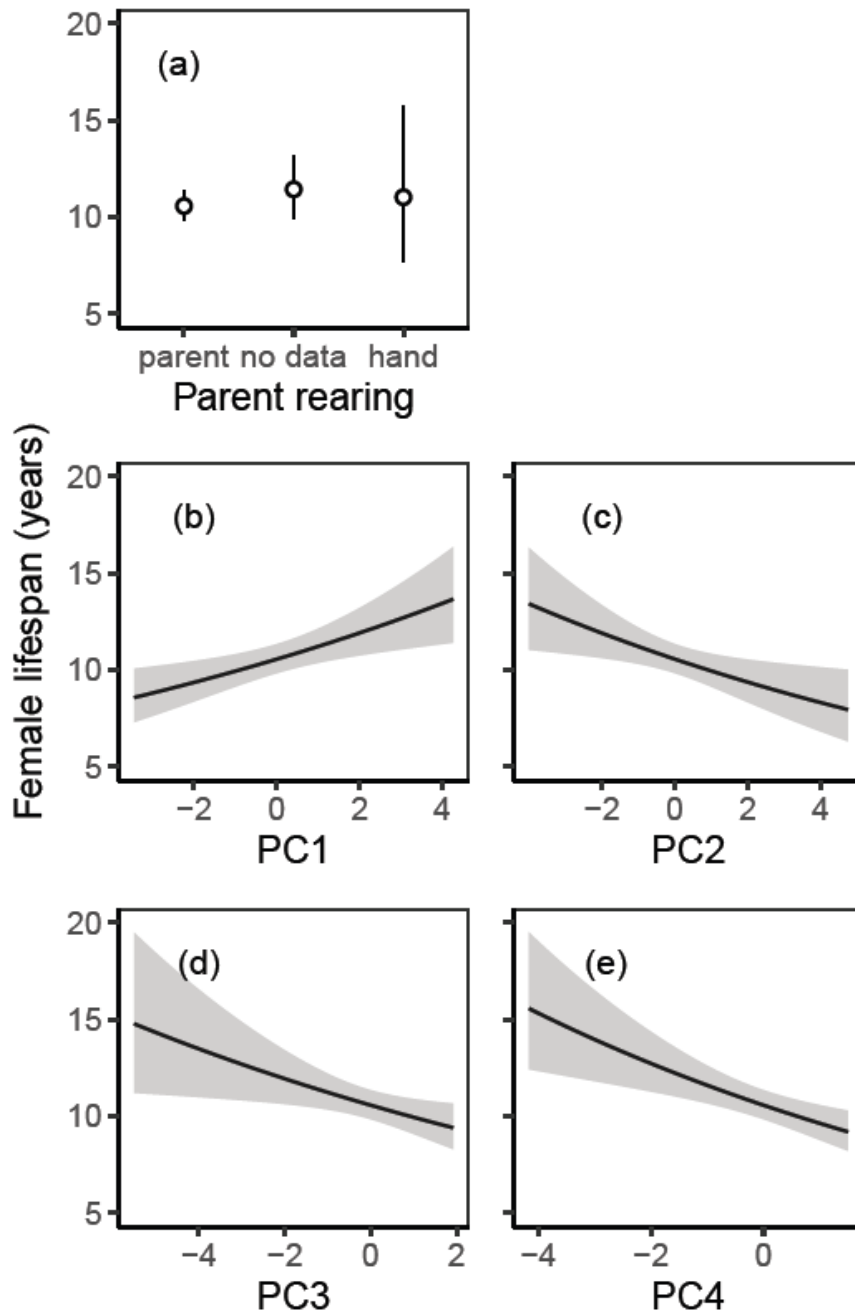 20
(a)
15
10
5
parent no data hand
Parent rearing
Female lifespan (years)
20
(b) (c)
15
10
5
−2 0 2 4 −2 0 2 4
PC1 PC2
20
(d) (e)
15
10
5
−4 −2 0 2 −4 −2 0
PC3 PC4